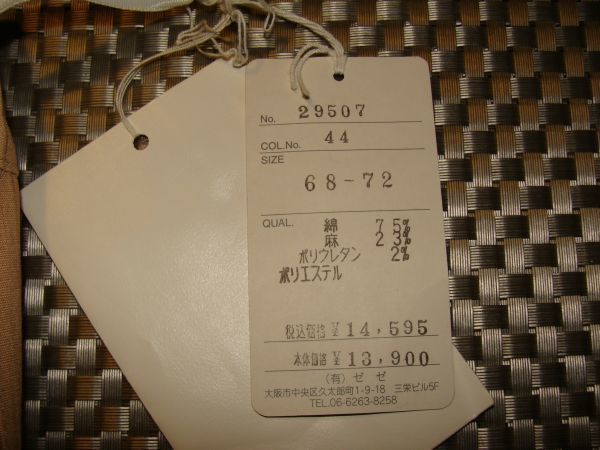 No. 29507
COL.No. 44
SIZE
68-72
QUAL. 綿 75%
麻 23%
ポリウレタン 2%
ポリエステル
税込価格 ¥14,595
本体価格 ¥13,900
(有)ゼゼ
大阪市中央区久太郎町1-9-18 三栄ビル5F
TEL.06-6263-8258